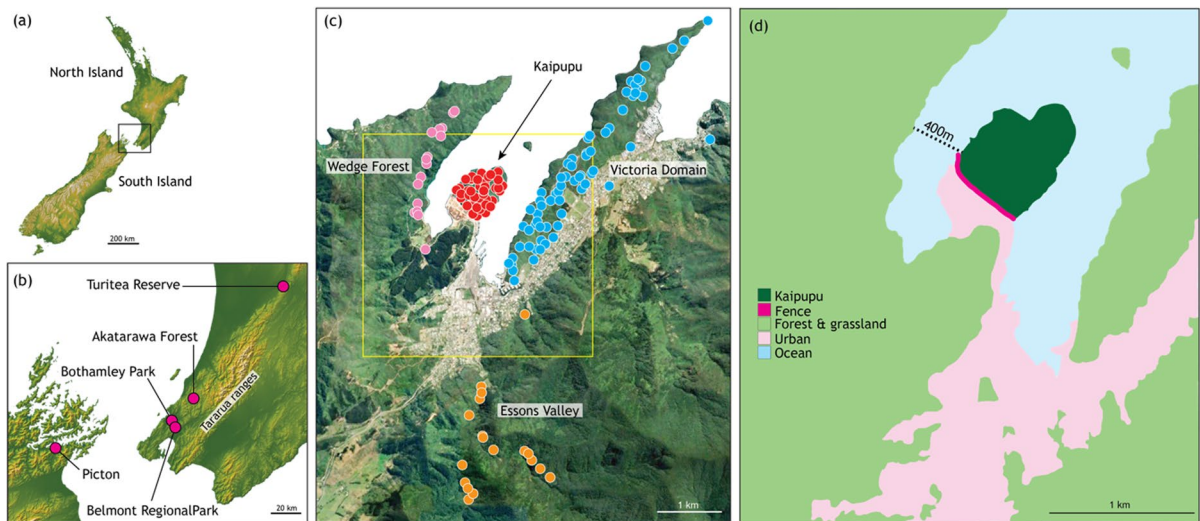 (a)
North Island
South Island
200 km
(b)
Turitea Reserve
Akatarawa Forest
Bothamley Park
Tararua ranges
Picton
Belmont RegionalPark
20 km
(c)
Kaipupu
Wedge Forest
Victoria Domain
Essons Valley
1 km
(d)
400m
Kaipupu
Fence
Forest & grassland
Urban
Ocean
1 km